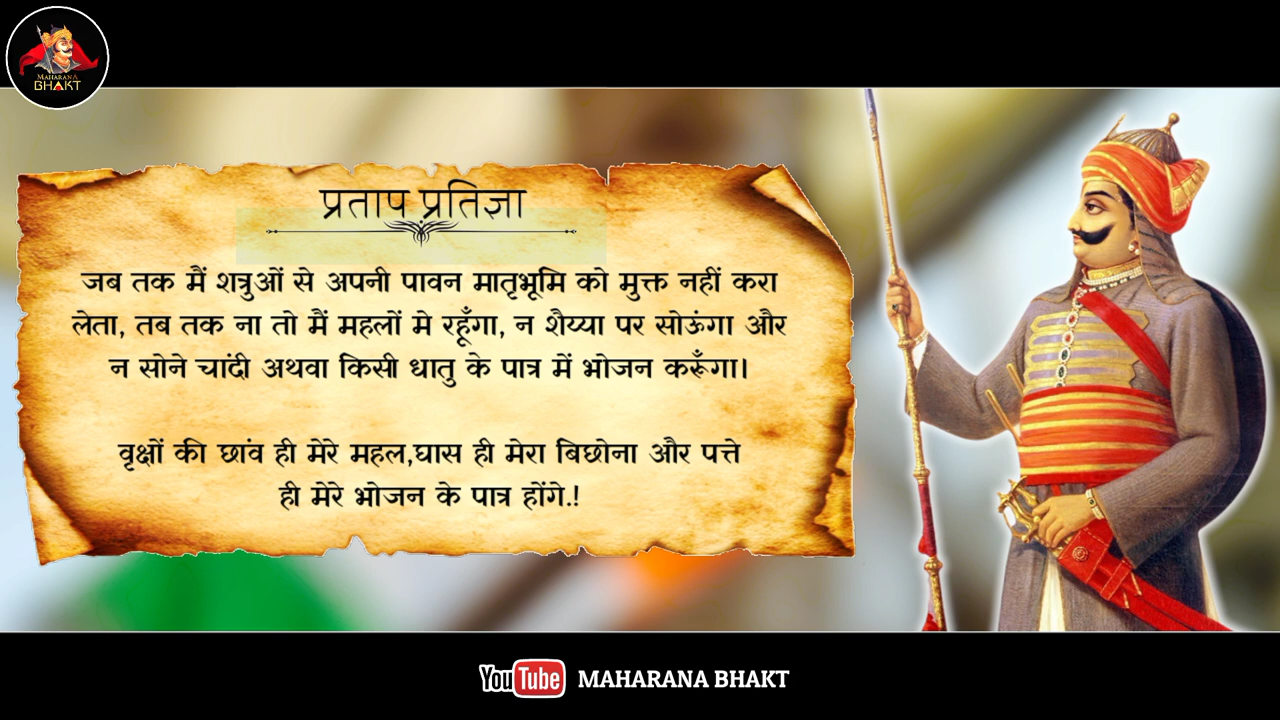 MAHARANA
BHAKT
प्रताप प्रतिज्ञा
जब तक मैं शत्रुओं से अपनी पावन मातृभूमि को मुक्त नहीं करा
लेता, तब तक ना तो मैं महलों मे रहूँगा, न शैय्या पर सोऊंगा और
न सोने चांदी अथवा किसी धातु के पात्र में भोजन करूँगा।
वृक्षों की छांव ही मेरे महल,घास ही मेरा बिछोना और पत्ते
ही मेरे भोजन के पात्र होंगे.!
YouTube MAHARANA BHAKT